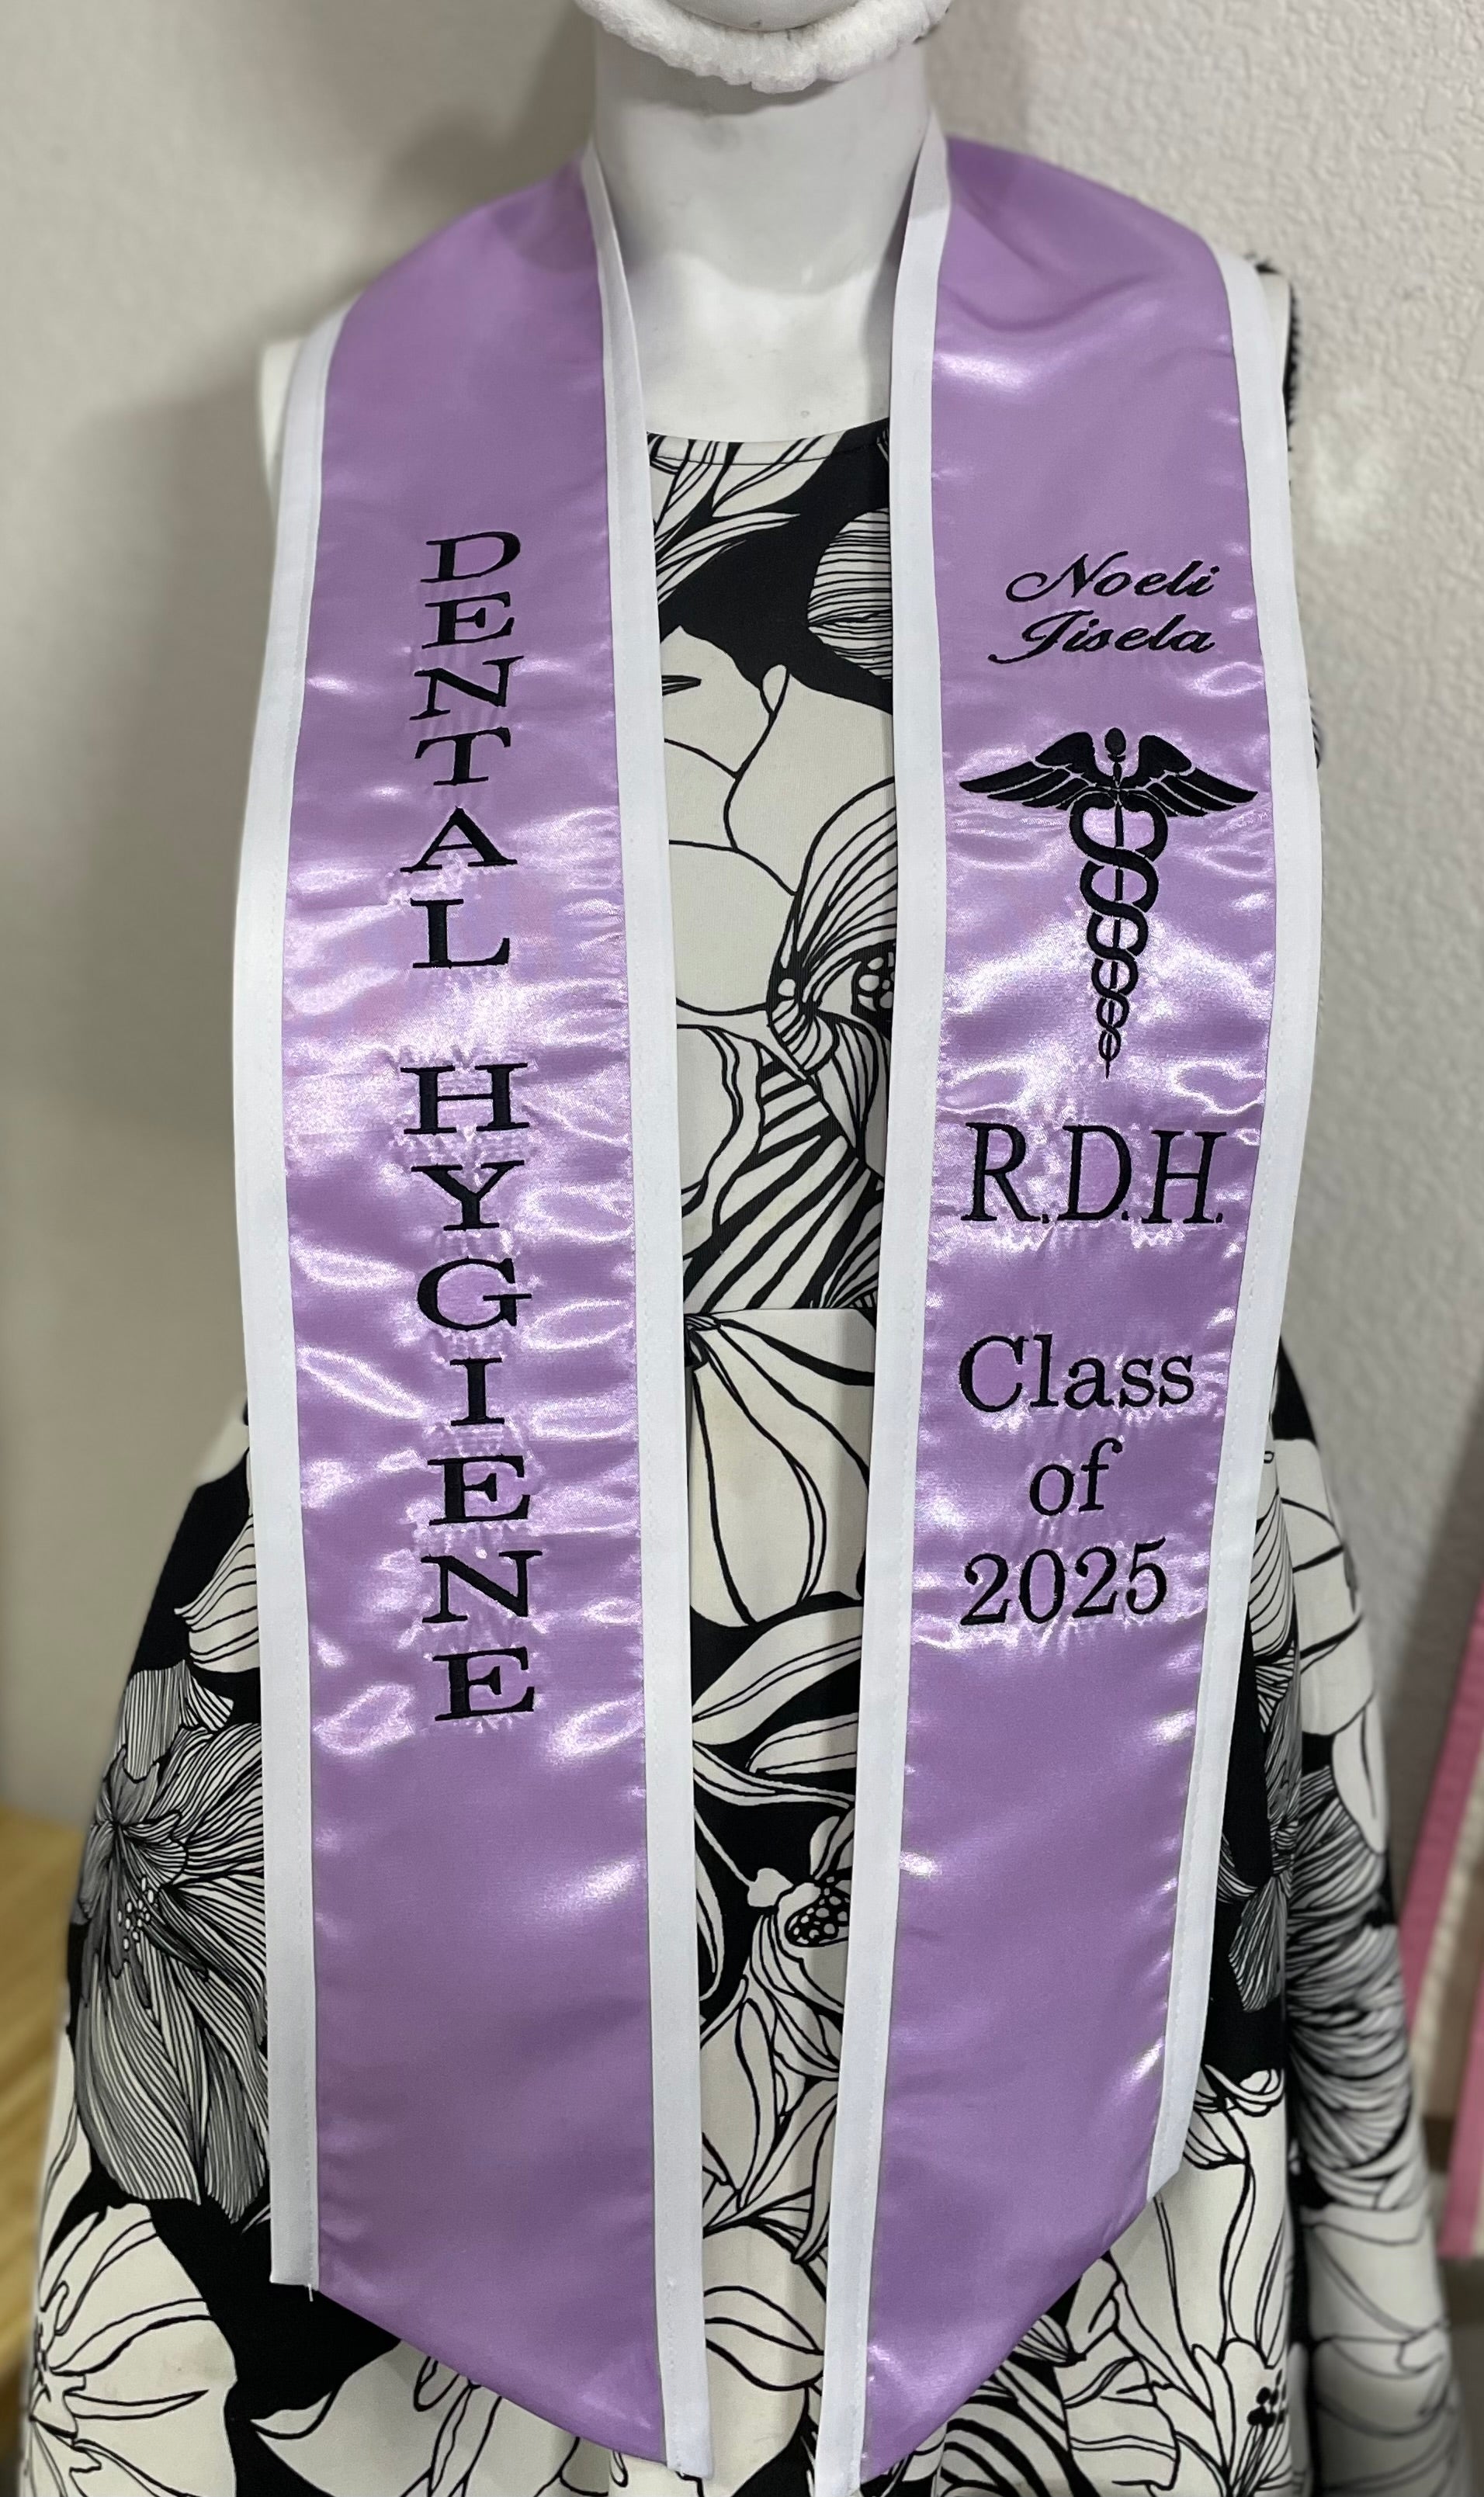 DENTAL HYGIENE
Noeli
Jisela
R.D.H.
Class
of
2025